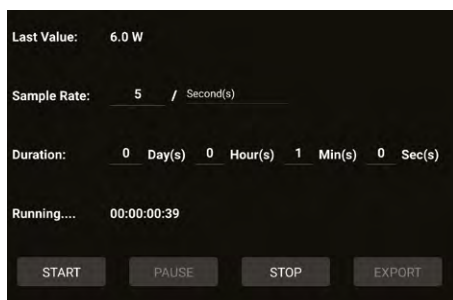 Last Value: 6.0 W
Sample Rate: 5 / Second(s)
Duration: 0 Day(s) 0 Hour(s) 1 Min(s) 0 Sec(s)
Running.... 00:00:00:39
START PAUSE STOP EXPORT